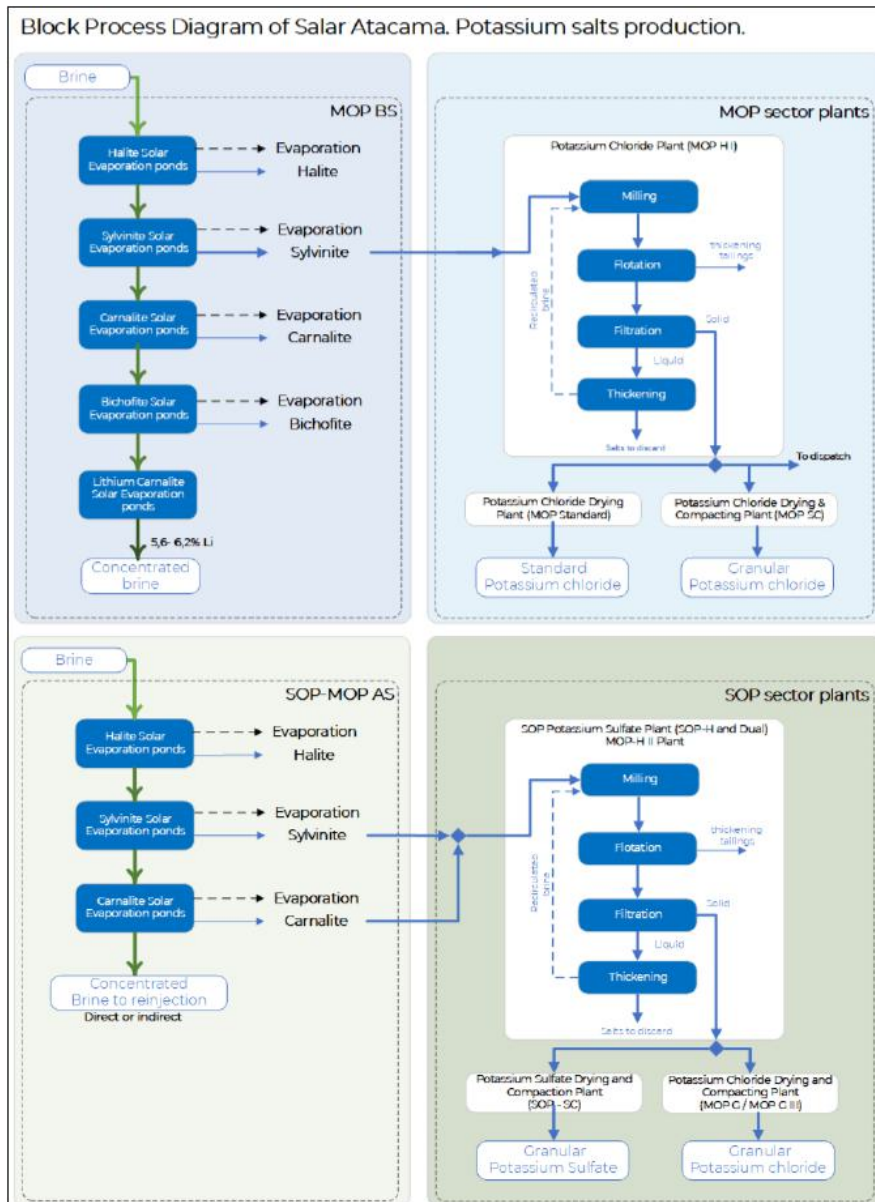 Block Process Diagram of Salar Atacama. Potassium salts production.
Brine
MOP BS
Halite Solar
Evaporation ponds
Evaporation
Halite
Sylvinite Solar
Evaporation ponds
Evaporation
Sylvinite
Carnalite Solar
Evaporation ponds
Evaporation
Carnalite
Bichofite Solar
Evaporation ponds
Evaporation
Bichofite
Lithium Carnalite
Solar Evaporation
ponds
5,6- 6,2% Li
Concentrated
brine
MOP sector plants
Potassium Chloride Plant (MOP H I)
Milling
Flotation
thickening
tailings
Recirculated
brine
Filtration
Solid
Liquid
Thickening
Salts to discard
To dispatch
Potassium Chloride Drying
Plant (MOP Standard)
Potassium Chloride Drying &
Compacting Plant (MOP SC)
Standard
Potassium chloride
Granular
Potassium chloride
Brine
SOP-MOP AS
Halite Solar
Evaporation ponds
Evaporation
Halite
Sylvinite Solar
Evaporation ponds
Evaporation
Sylvinite
Carnalite Solar
Evaporation ponds
Evaporation
Carnalite
Concentrated
Brine to reinjection
Direct or indirect
SOP sector plants
SOP Potassium Sulfate Plant (SOP-H and Dual)
MOP-H II Plant
Milling
Flotation
thickening
tailings
Recirculated
brine
Filtration
Solid
Liquid
Thickening
Salts to discard
Potassium Sulfate Drying and
Compaction Plant
(SOP - SC)
Potassium Chloride Drying and
Compacting Plant
(MOP G / MOP G III)
Granular
Potassium Sulfate
Granular
Potassium chloride